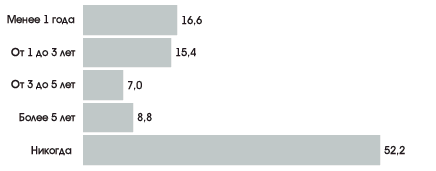 Менее 1 года 16,6
От 1 до 3 лет 15,4
От 3 до 5 лет 7,0
Более 5 лет 8,8
Никогда 52,2